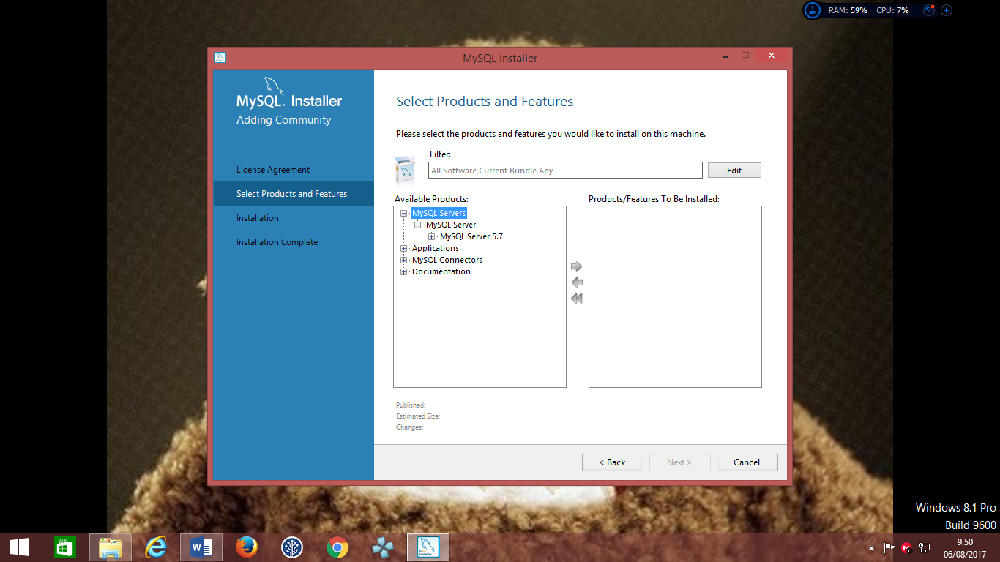 RAM: 59% CPU: 7%
MySQL Installer
MySQL. Installer
Adding Community
License Agreement
Select Products and Features
Installation
Installation Complete
Select Products and Features
Please select the products and features you would like to install on this machine.
Filter:
All Software,Current Bundle,Any
Edit
Available Products:
Products/Features To Be Installed:
MySQL Servers
MySQL Server
MySQL Server 5.7
Applications
MySQL Connectors
Documentation
Published:
Estimated Size:
Changes:
< Back
Next >
Cancel
Windows 8.1 Pro
Build 9600
9.50
06/08/2017